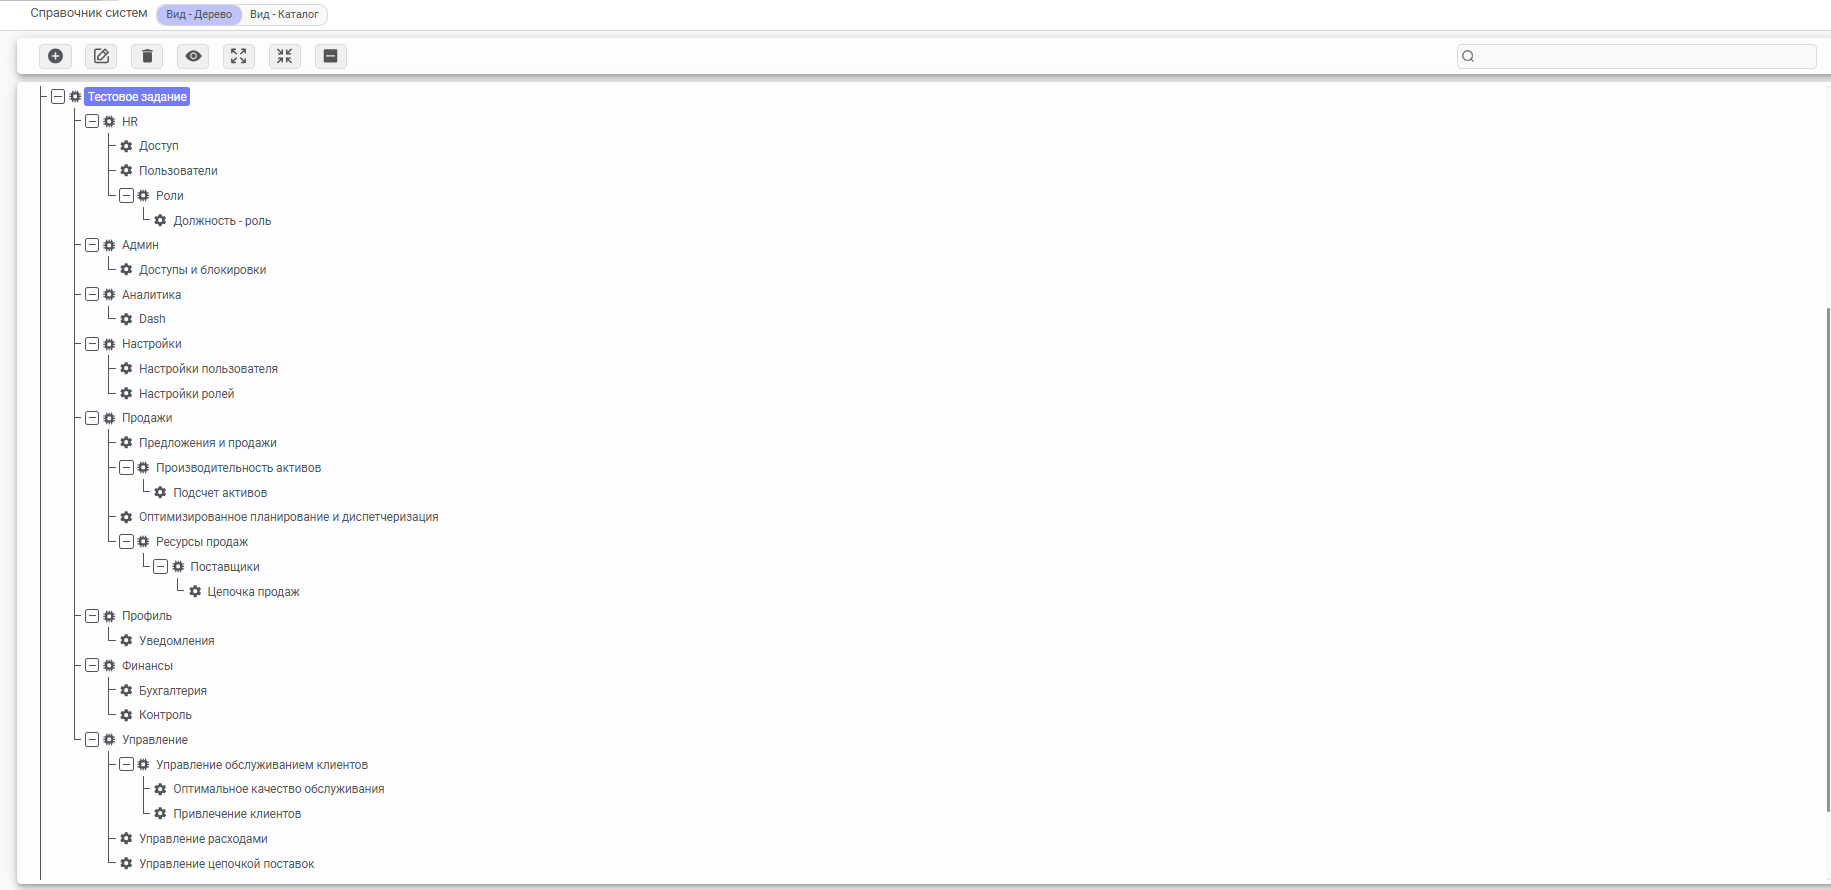 Справочник систем Вид - Дерево Вид - Каталог
Тестовое задание
HR
Доступ
Пользователи
Роли
Должность - роль
Админ
Доступы и блокировки
Аналитика
Dash
Настройки
Настройки пользователя
Настройки ролей
Продажи
Предложения и продажи
Производительность активов
Подсчет активов
Оптимизированное планирование и диспетчеризация
Ресурсы продаж
Поставщики
Цепочка продаж
Профиль
Уведомления
Финансы
Бухгалтерия
Контроль
Управление
Управление обслуживанием клиентов
Оптимальное качество обслуживания
Привлечение клиентов
Управление расходами
Управление цепочкой поставок